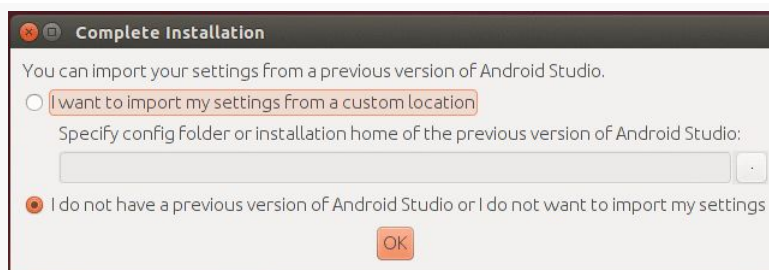 Complete Installation
You can import your settings from a previous version of Android Studio.
I want to import my settings from a custom location
Specify config folder or installation home of the previous version of Android Studio:
.
I do not have a previous version of Android Studio or I do not want to import my settings
OK